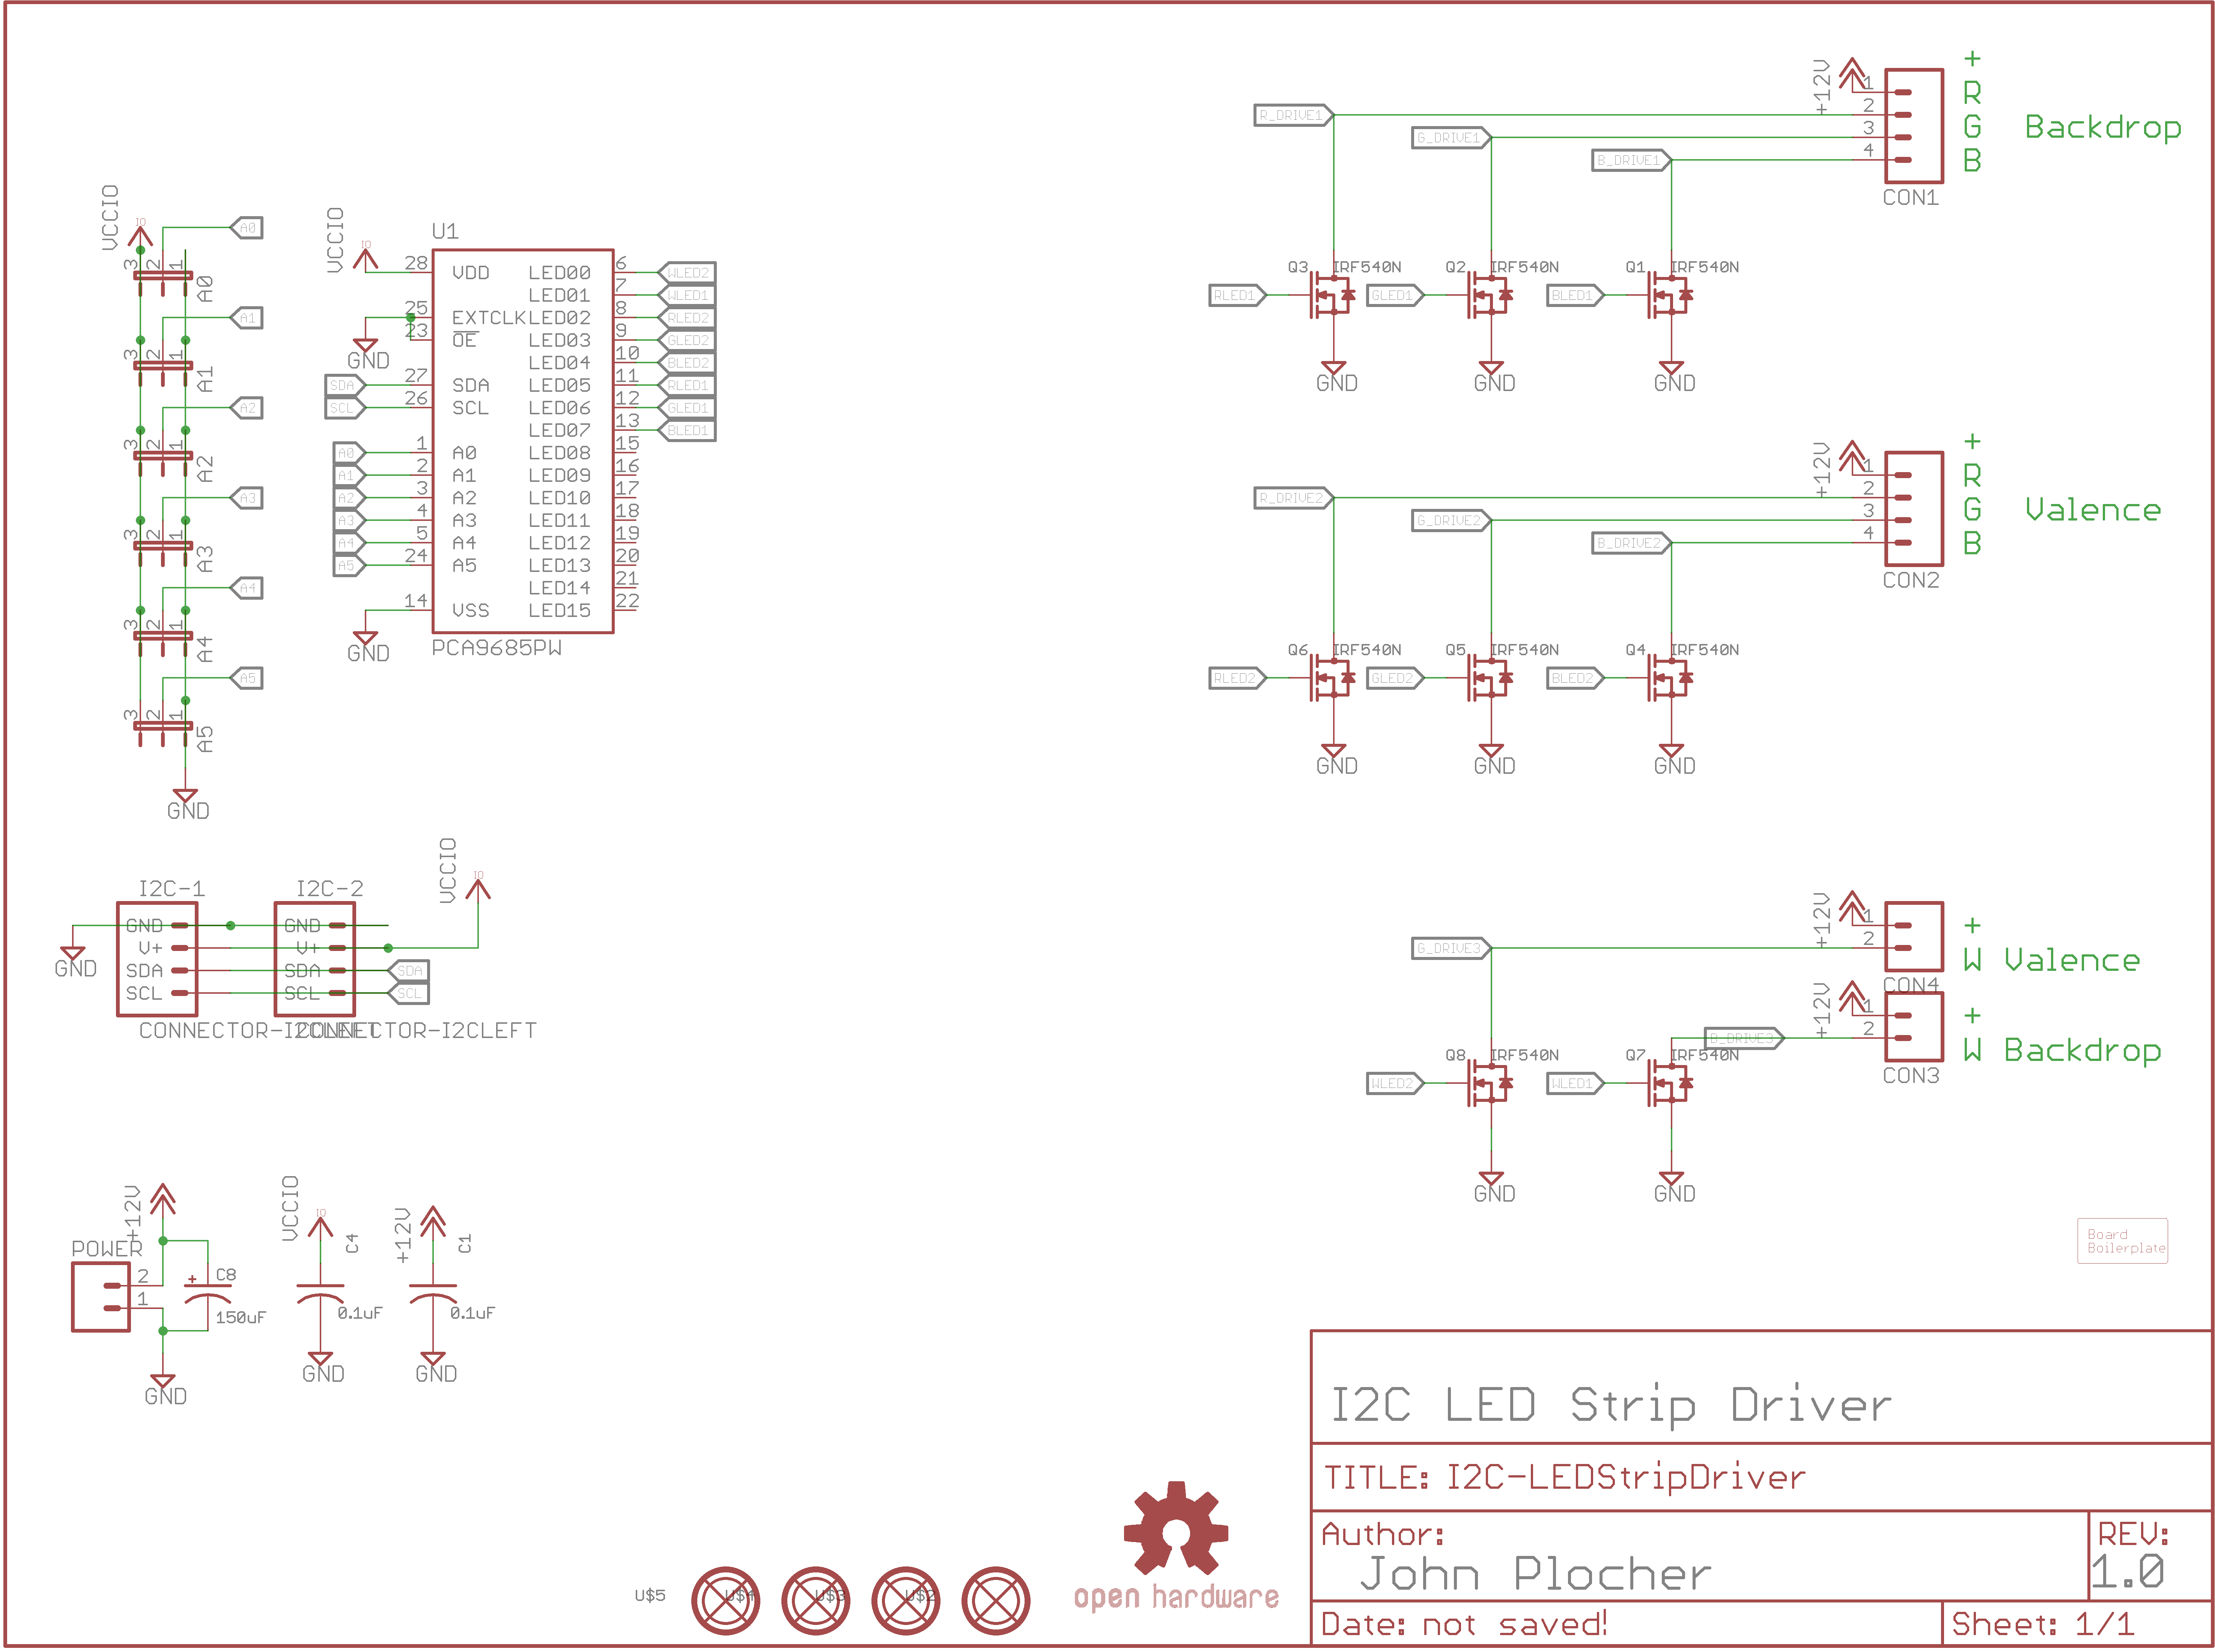 +
R
G Backdrop
B
+12V
1
2
3
4
CON1
R_DRIVE1
G_DRIVE1
B_DRIVE1
Q3 IRF540N
Q2 IRF540N
Q1 IRF540N
RLED1
GLED1
BLED1
GND
GND
GND
VCCIO
IO
A0
3 2 1
A0
A1
3 2 1
A1
A2
3 2 1
A2
A3
3 2 1
A3
A4
3 2 1
A4
A5
3 2 1
A5
GND
VCCIO
IO
U1
28 VDD LED00 6 WLED2
LED01 7 WLED1
25 EXTCLK LED02 8 RLED2
23 OE LED03 9 GLED2
GND
LED04 10 BLED2
SDA 27 SDA LED05 11 RLED1
SCL 26 SCL LED06 12 GLED1
LED07 13 BLED1
A0 1 A0 LED08 15
A1 2 A1 LED09 16
A2 3 A2 LED10 17
A3 4 A3 LED11 18
A4 5 A4 LED12 19
A5 24 A5 LED13 20
LED14 21
14 VSS LED15 22
GND
PCA9685PW
+
R
G Valence
B
+12V
1
2
3
4
CON2
R_DRIVE2
G_DRIVE2
B_DRIVE2
Q6 IRF540N
Q5 IRF540N
Q4 IRF540N
RLED2
GLED2
BLED2
GND
GND
GND
I2C-1
I2C-2
VCCIO
IO
GND
V+
SDA
SCL
GND
V+
SDA
SCL
SDA
SCL
GND
CONNECTOR-I2CLEFT
CONNECTOR-I2CLEFT
+12V
1
2
+
W Valence
CON4
G_DRIVE3
+12V
1
2
+
W Backdrop
CON3
B_DRIVE3
Q8 IRF540N
Q7 IRF540N
WLED2
WLED1
GND
GND
+12V
POWER
2
1
+
C8
150uF
GND
VCCIO
IO
C4
0.1uF
GND
+12V
C1
0.1uF
GND
Board
Boilerplate
I2C LED Strip Driver
TITLE: I2C-LEDStripDriver
Author:
John Plocher
REV:
1.0
Date: not saved!
Sheet: 1/1
U$5
U$4
U$3
U$2
open hardware